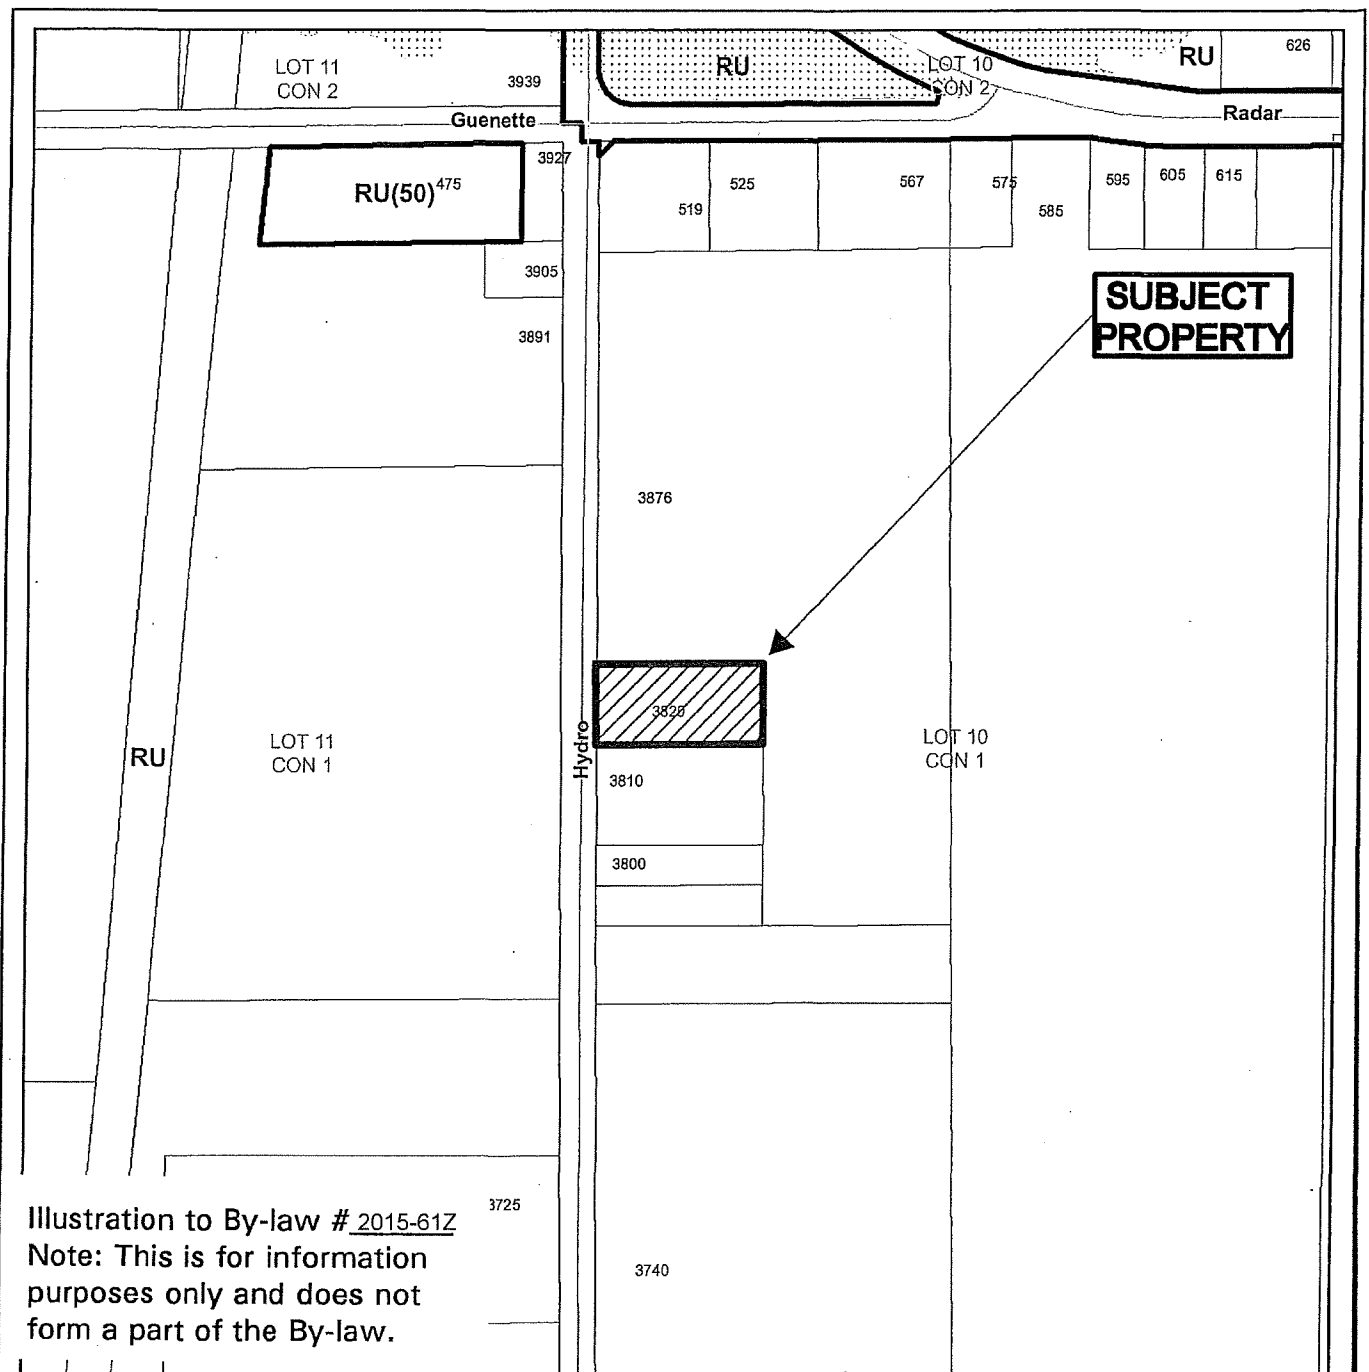 LOT 11
CON 2
3939
RU
LOT 10
CON 2
RU
626
Guenette
Radar
3927
RU(50)
475
525
519
567
575
585
595
605
615
3905
3891
SUBJECT
PROPERTY
3876
RU
LOT 11
CON 1
Hydro
LOT 10
CON 1
3810
3800
3725
3740
Illustration to By-law # 2015-61Z
Note: This is for information
purposes only and does not
form a part of the By-law.